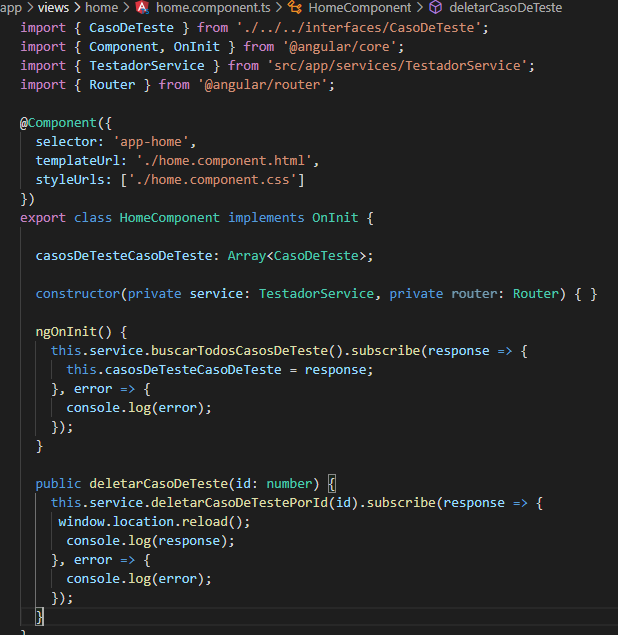 app > views > home > home.component.ts > HomeComponent > deletarCasoDeTeste
import { CasoDeTeste } from './../../interfaces/CasoDeTeste';
import { Component, OnInit } from '@angular/core';
import { TestadorService } from 'src/app/services/TestadorService';
import { Router } from '@angular/router';

@Component({
  selector: 'app-home',
  templateUrl: './home.component.html',
  styleUrls: ['./home.component.css']
})
export class HomeComponent implements OnInit {

  casosDeTesteCasoDeTeste: Array<CasoDeTeste>;

  constructor(private service: TestadorService, private router: Router) { }

  ngOnInit() {
    this.service.buscarTodosCasosDeTeste().subscribe(response => {
      this.casosDeTesteCasoDeTeste = response;
    }, error => {
      console.log(error);
    });
  }

  public deletarCasoDeTeste(id: number) {
    this.service.deletarCasoDeTestePorId(id).subscribe(response => {
     window.location.reload();
      console.log(response);
    }, error => {
      console.log(error);
    });
  }
}